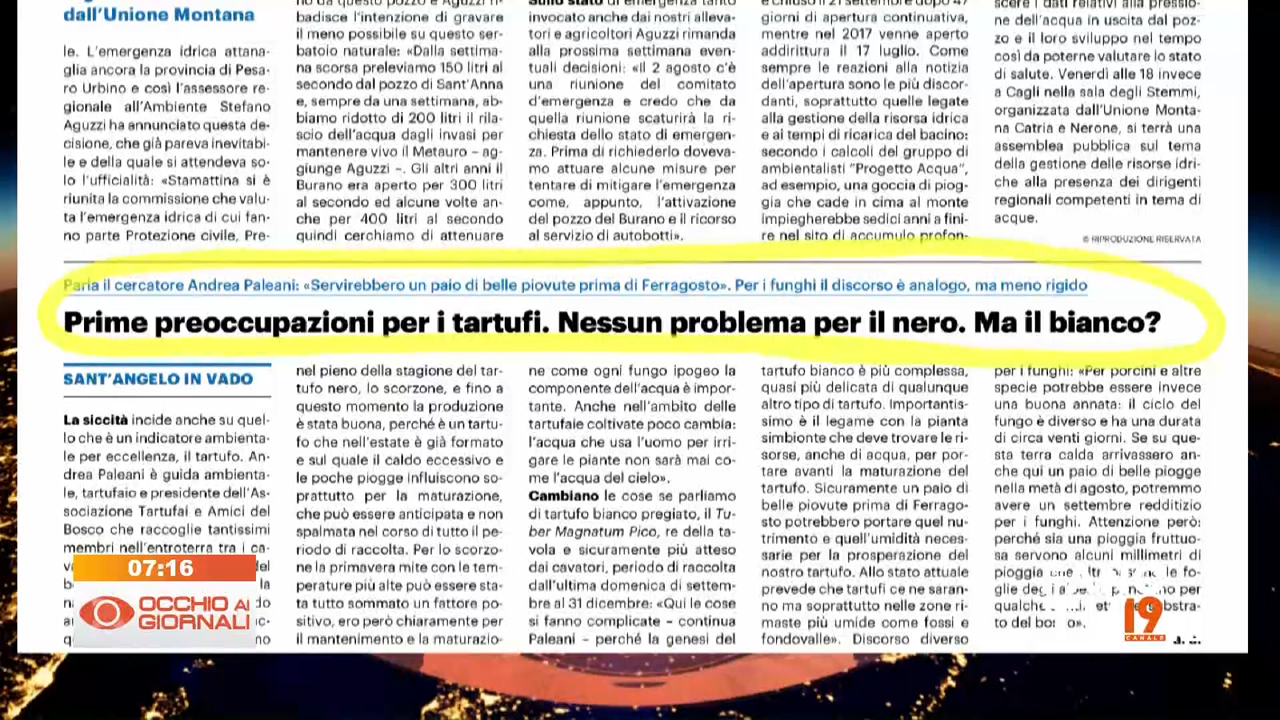 dall'Unione Montana
le. L'emergenza idrica attana-
glia ancora la provincia di Pesa-
ro Urbino e così l'assessore re-
gionale all'Ambiente Stefano
Aguzzi ha annunciato questa de-
cisione, che già pareva inevitabi-
le e della quale si attendeva so-
lo l'ufficialità: «Stamattina si è
riunita la commissione che valu-
ta l'emergenza idrica di cui fan-
no parte Protezione civile, Pre-
badisce l'intenzione di gravare
il meno possibile su questo ser-
batoio naturale: «Dalla settima-
na scorsa preleviamo 150 litri al
secondo dal pozzo di Sant'Anna
e, sempre da una settimana, ab-
biamo ridotto di 200 litri il rila-
scio dell'acqua dagli invasi per
mantenere vivo il Metauro – ag-
giunge Aguzzi –. Gli altri anni il
Burano era aperto per 300 litri
al secondo ed alcune volte an-
che per 400 litri al secondo
quindi cerchiamo di attenuare
invocato anche dai nostri alleva-
tori e agricoltori Aguzzi rimanda
alla prossima settimana even-
tuali decisioni: «Il 2 agosto c'è
una riunione del comitato
d'emergenza e credo che da
quella riunione scaturirà la ri-
chiesta dello stato di emergen-
za. Prima di richiederlo doveva-
mo attuare alcune misure per
tentare di mitigare l'emergenza
come, appunto, l'attivazione
del pozzo del Burano e il ricorso
al servizio di autobotti».
giorni di apertura continuativa,
mentre nel 2017 venne aperto
addirittura il 17 luglio. Come
sempre le reazioni alla notizia
dell'apertura sono le più discor-
danti, soprattutto quelle legate
alla gestione della risorsa idrica
e ai tempi di ricarica del bacino:
secondo i calcoli del gruppo di
ambientalisti "Progetto Acqua",
ad esempio, una goccia di piog-
gia che cade in cima al monte
impiegherebbe sedici anni a fini-
re nel sito di accumulo profon-
scere i dati relativi alla pressio-
ne dell'acqua in uscita dal poz-
zo e il loro sviluppo nel tempo
così da poterne valutare lo stato
di salute. Venerdì alle 18 invece
a Cagli nella sala degli Stemmi,
organizzata dall'Unione Monta-
na Catria e Nerone, si terrà una
assemblea pubblica sul tema
della gestione delle risorse idri-
che alla presenza dei dirigenti
regionali competenti in tema di
acque.
© RIPRODUZIONE RISERVATA
Parla il cercatore Andrea Paleani: «Servirebbero un paio di belle piovute prima di Ferragosto». Per i funghi il discorso è analogo, ma meno rigido
Prime preoccupazioni per i tartufi. Nessun problema per il nero. Ma il bianco?
SANT'ANGELO IN VADO
La siccità incide anche su quel-
lo che è un indicatore ambienta-
le per eccellenza, il tartufo. An-
drea Paleani è guida ambienta-
le, tartufaio e presidente dell'As-
sociazione Tartufai e Amici del
Bosco che raccoglie tantissimi
membri nell'entroterra tra i ca-
nel pieno della stagione del tar-
tufo nero, lo scorzone, e fino a
questo momento la produzione
è stata buona, perché è un tartu-
fo che nell'estate è già formato
e sul quale il caldo eccessivo e
le poche piogge influiscono so-
prattutto per la maturazione,
che può essere anticipata e non
spalmata nel corso di tutto il pe-
riodo di raccolta. Per lo scorzo-
ne la primavera mite con le tem-
perature più alte può essere sta-
ta tutto sommato un fattore po-
sitivo, ero però chiaramente per
il mantenimento e la maturazio-
ne come ogni fungo ipogeo la
componente dell'acqua è impor-
tante. Anche nell'ambito delle
tartufaie coltivate poco cambia:
l'acqua che usa l'uomo per irri-
gare le piante non sarà mai co-
me l'acqua del cielo».
Cambiano le cose se parliamo
di tartufo bianco pregiato, il Tu-
ber Magnatum Pico, re della ta-
vola e sicuramente più atteso
dai cavatori, periodo di raccolta
dall'ultima domenica di settem-
bre al 31 dicembre: «Qui le cose
si fanno complicate – continua
Paleani – perché la genesi del
tartufo bianco è più complessa,
quasi più delicata di qualunque
altro tipo di tartufo. Importantis-
simo è il legame con la pianta
simbionte che deve trovare le ri-
sorse, anche di acqua, per por-
tare avanti la maturazione del
tartufo. Sicuramente un paio di
belle piovute prima di Ferrago-
sto potrebbero portare quel nu-
trimento e quell'umidità neces-
sarie per la prosperazione del
nostro tartufo. Allo stato attuale
prevede che tartufi ce ne saran-
no ma soprattutto nelle zone ri-
maste più umide come fossi e
fondovalle». Discorso diverso
per i funghi: «Per porcini e altre
specie potrebbe essere invece
una buona annata: il ciclo del
fungo è diverso e ha una durata
di circa venti giorni. Se su que-
sta terra calda arrivassero an-
che qui un paio di belle piogge
nella metà di agosto, potremmo
avere un settembre redditizio
per i funghi. Attenzione però:
perché sia una pioggia fruttuo-
sa servono alcuni millimetri di
pioggia
07:16
OCCHIO AI
GIORNALI
19
CANALE